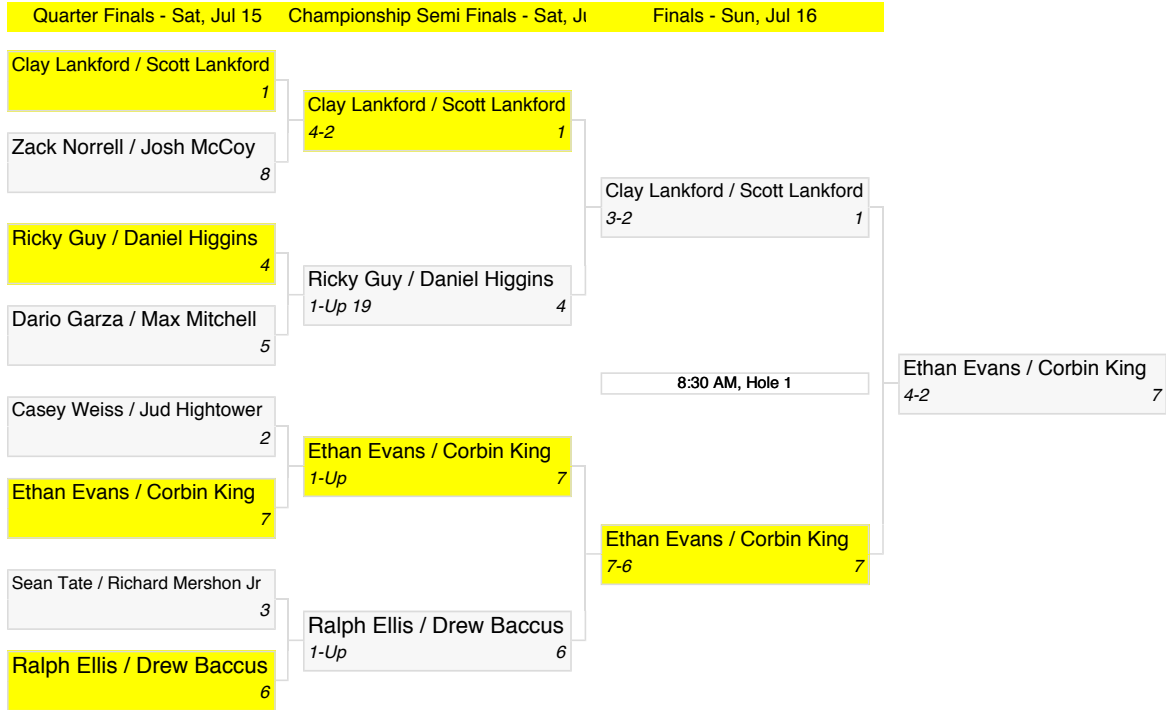 Quarter Finals - Sat, Jul 15
Championship Semi Finals - Sat, Ju
Finals - Sun, Jul 16
Clay Lankford / Scott Lankford
1
Zack Norrell / Josh McCoy
8
Ricky Guy / Daniel Higgins
4
Dario Garza / Max Mitchell
5
Casey Weiss / Jud Hightower
2
Ethan Evans / Corbin King
7
Sean Tate / Richard Mershon Jr
3
Ralph Ellis / Drew Baccus
6
Clay Lankford / Scott Lankford
4-2 1
Ricky Guy / Daniel Higgins
1-Up 19 4
Ethan Evans / Corbin King
1-Up 7
Ralph Ellis / Drew Baccus
1-Up 6
Clay Lankford / Scott Lankford
3-2 1
8:30 AM, Hole 1
Ethan Evans / Corbin King
7-6 7
Ethan Evans / Corbin King
4-2 7